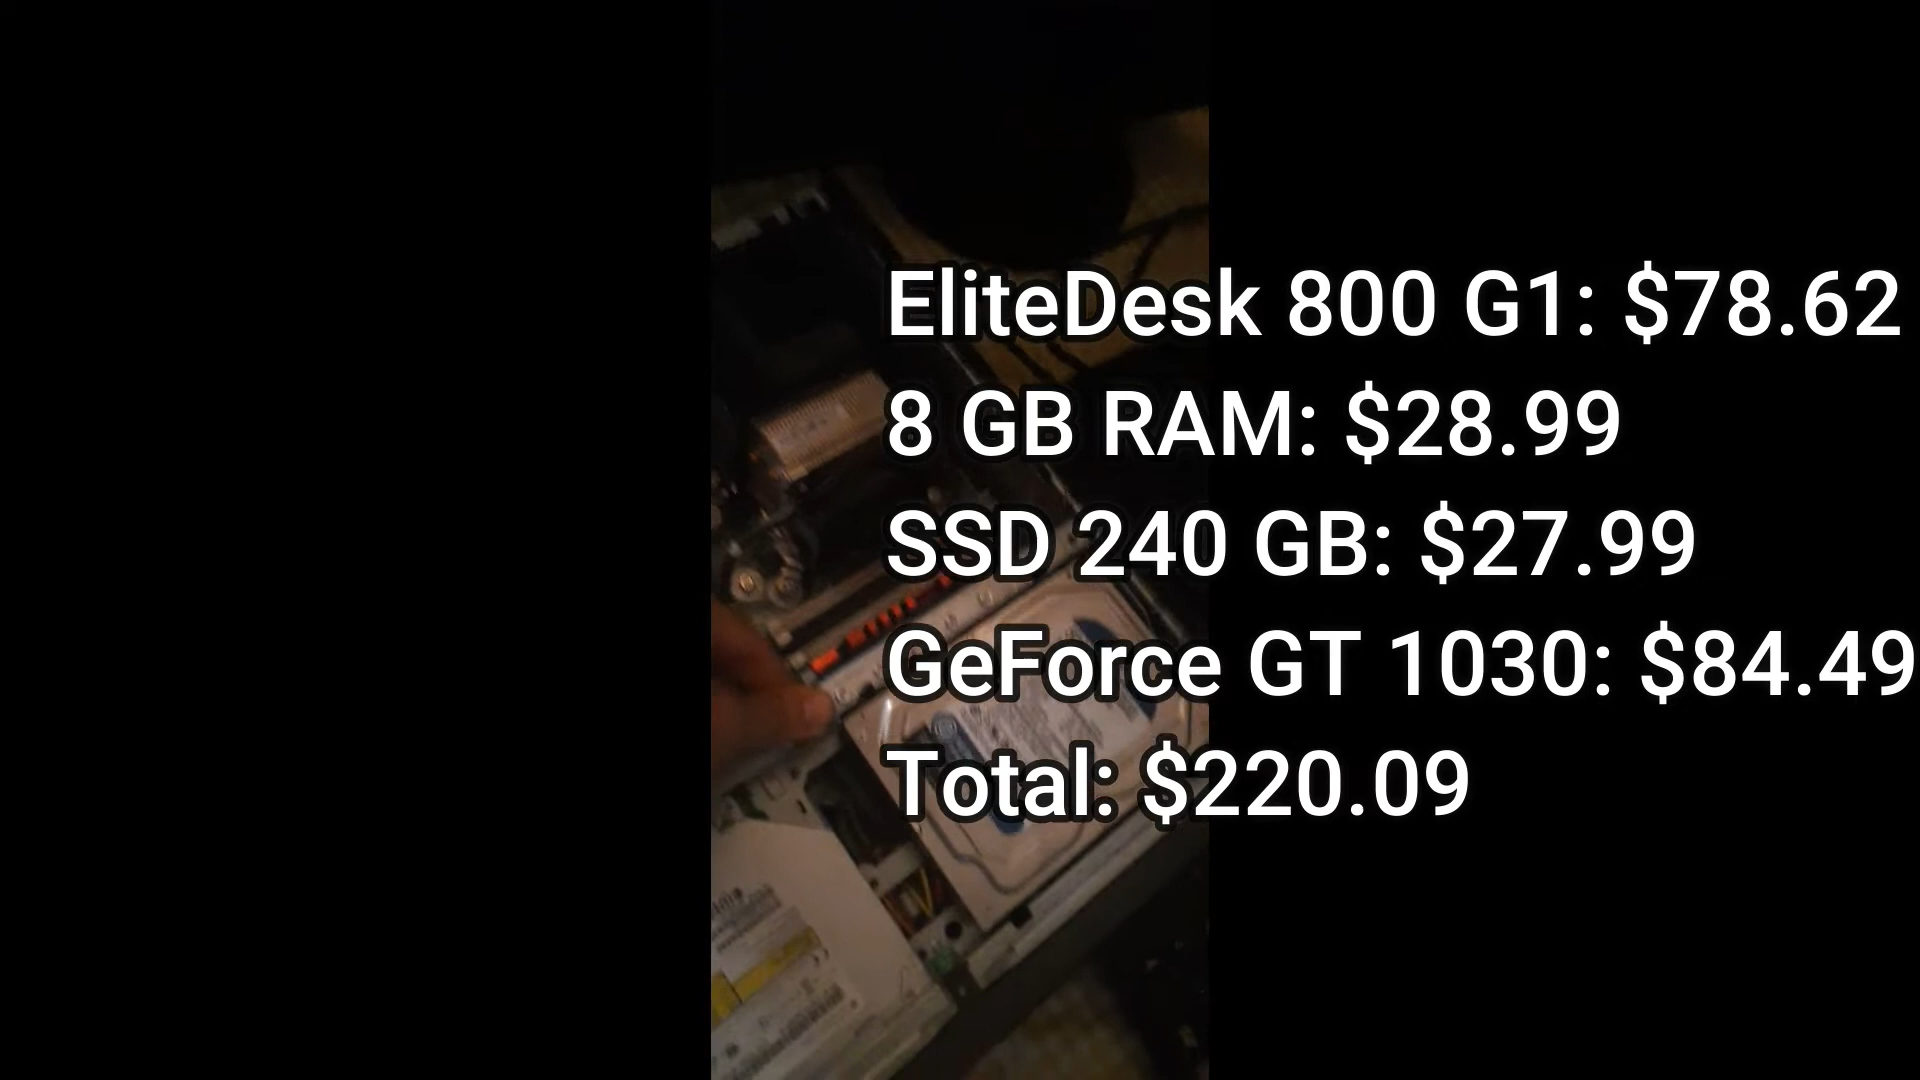 EliteDesk 800 G1: $78.62
8 GB RAM: $28.99
SSD 240 GB: $27.99
GeForce GT 1030: $84.49
Total: $220.09